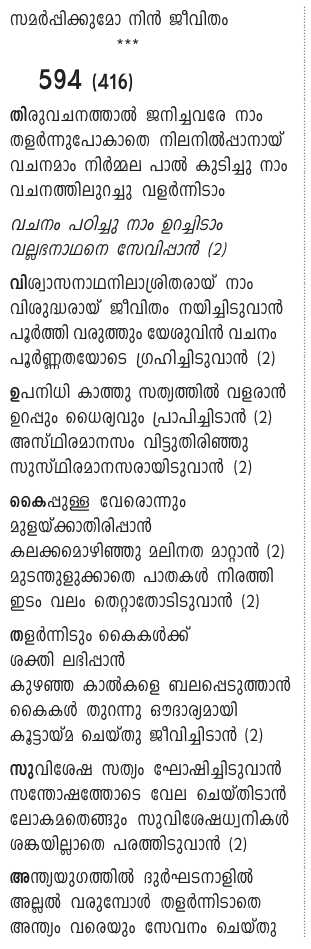 സമർപ്പിക്കുമോ നിൻ ജീവിതം
***
594 (416)
തിരുവചനത്താൽ ജനിച്ചവരേ നാം
തളർന്നുപോകാതെ നിലനിൽപ്പാനായ്
വചനമാം നിർമ്മല പാൽ കുടിച്ചു നാം
വചനത്തിലുറച്ചു വളർന്നിടാം
വചനം പഠിച്ചു നാം ഉറച്ചിടാം
വല്ലഭനാഥനെ സേവിപ്പാൻ (2)
വിശ്വാസനാഥനിലാശ്രിതരായ് നാം
വിശുദ്ധരായ് ജീവിതം നയിച്ചിടുവാൻ
പൂർത്തി വരുത്തും യേശുവിൻ വചനം
പൂർണ്ണതയോടെ ഗ്രഹിച്ചിടുവാൻ (2)
ഉപനിധി കാത്തു സത്യത്തിൽ വളരാൻ
ഉറപ്പും ധൈര്യവും പ്രാപിച്ചിടാൻ (2)
അസ്ഥിരമാനസം വിട്ടുതിരിഞ്ഞു
സുസ്ഥിരമാനസരായിടുവാൻ (2)
കൈപ്പുള്ള വേരൊന്നും
മുളയ്ക്കാതിരിപ്പാൻ
കലക്കമൊഴിഞ്ഞു മലിനത മാറ്റാൻ (2)
മുടന്തുളുക്കാതെ പാതകൾ നിരത്തി
ഇടം വലം തെറ്റാതോടിടുവാൻ (2)
തളർന്നിടും കൈകൾക്ക്
ശക്തി ലഭിപ്പാൻ
കുഴഞ്ഞ കാൽകളെ ബലപ്പെടുത്താൻ
കൈകൾ തുറന്നു ഔദാര്യമായി
കൂട്ടായ്മ ചെയ്തു ജീവിച്ചിടാൻ (2)
സുവിശേഷ സത്യം ഘോഷിച്ചിടുവാൻ
സന്തോഷത്തോടെ വേല ചെയ്തിടാൻ
ലോകമതെങ്ങും സുവിശേഷധ്വനികൾ
ശങ്കയില്ലാതെ പരത്തിടുവാൻ (2)
അന്ത്യയുഗത്തിൽ ദുർഘടനാളിൽ
അല്ലൽ വരുമ്പോൾ തളർന്നിടാതെ
അന്ത്യം വരെയും സേവനം ചെയ്തു